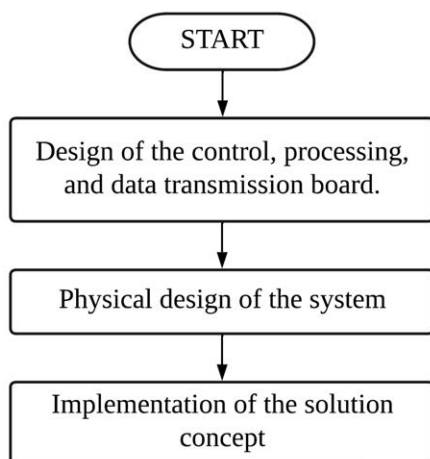 START
Design of the control, processing,
and data transmission board.
Physical design of the system
Implementation of the solution
concept